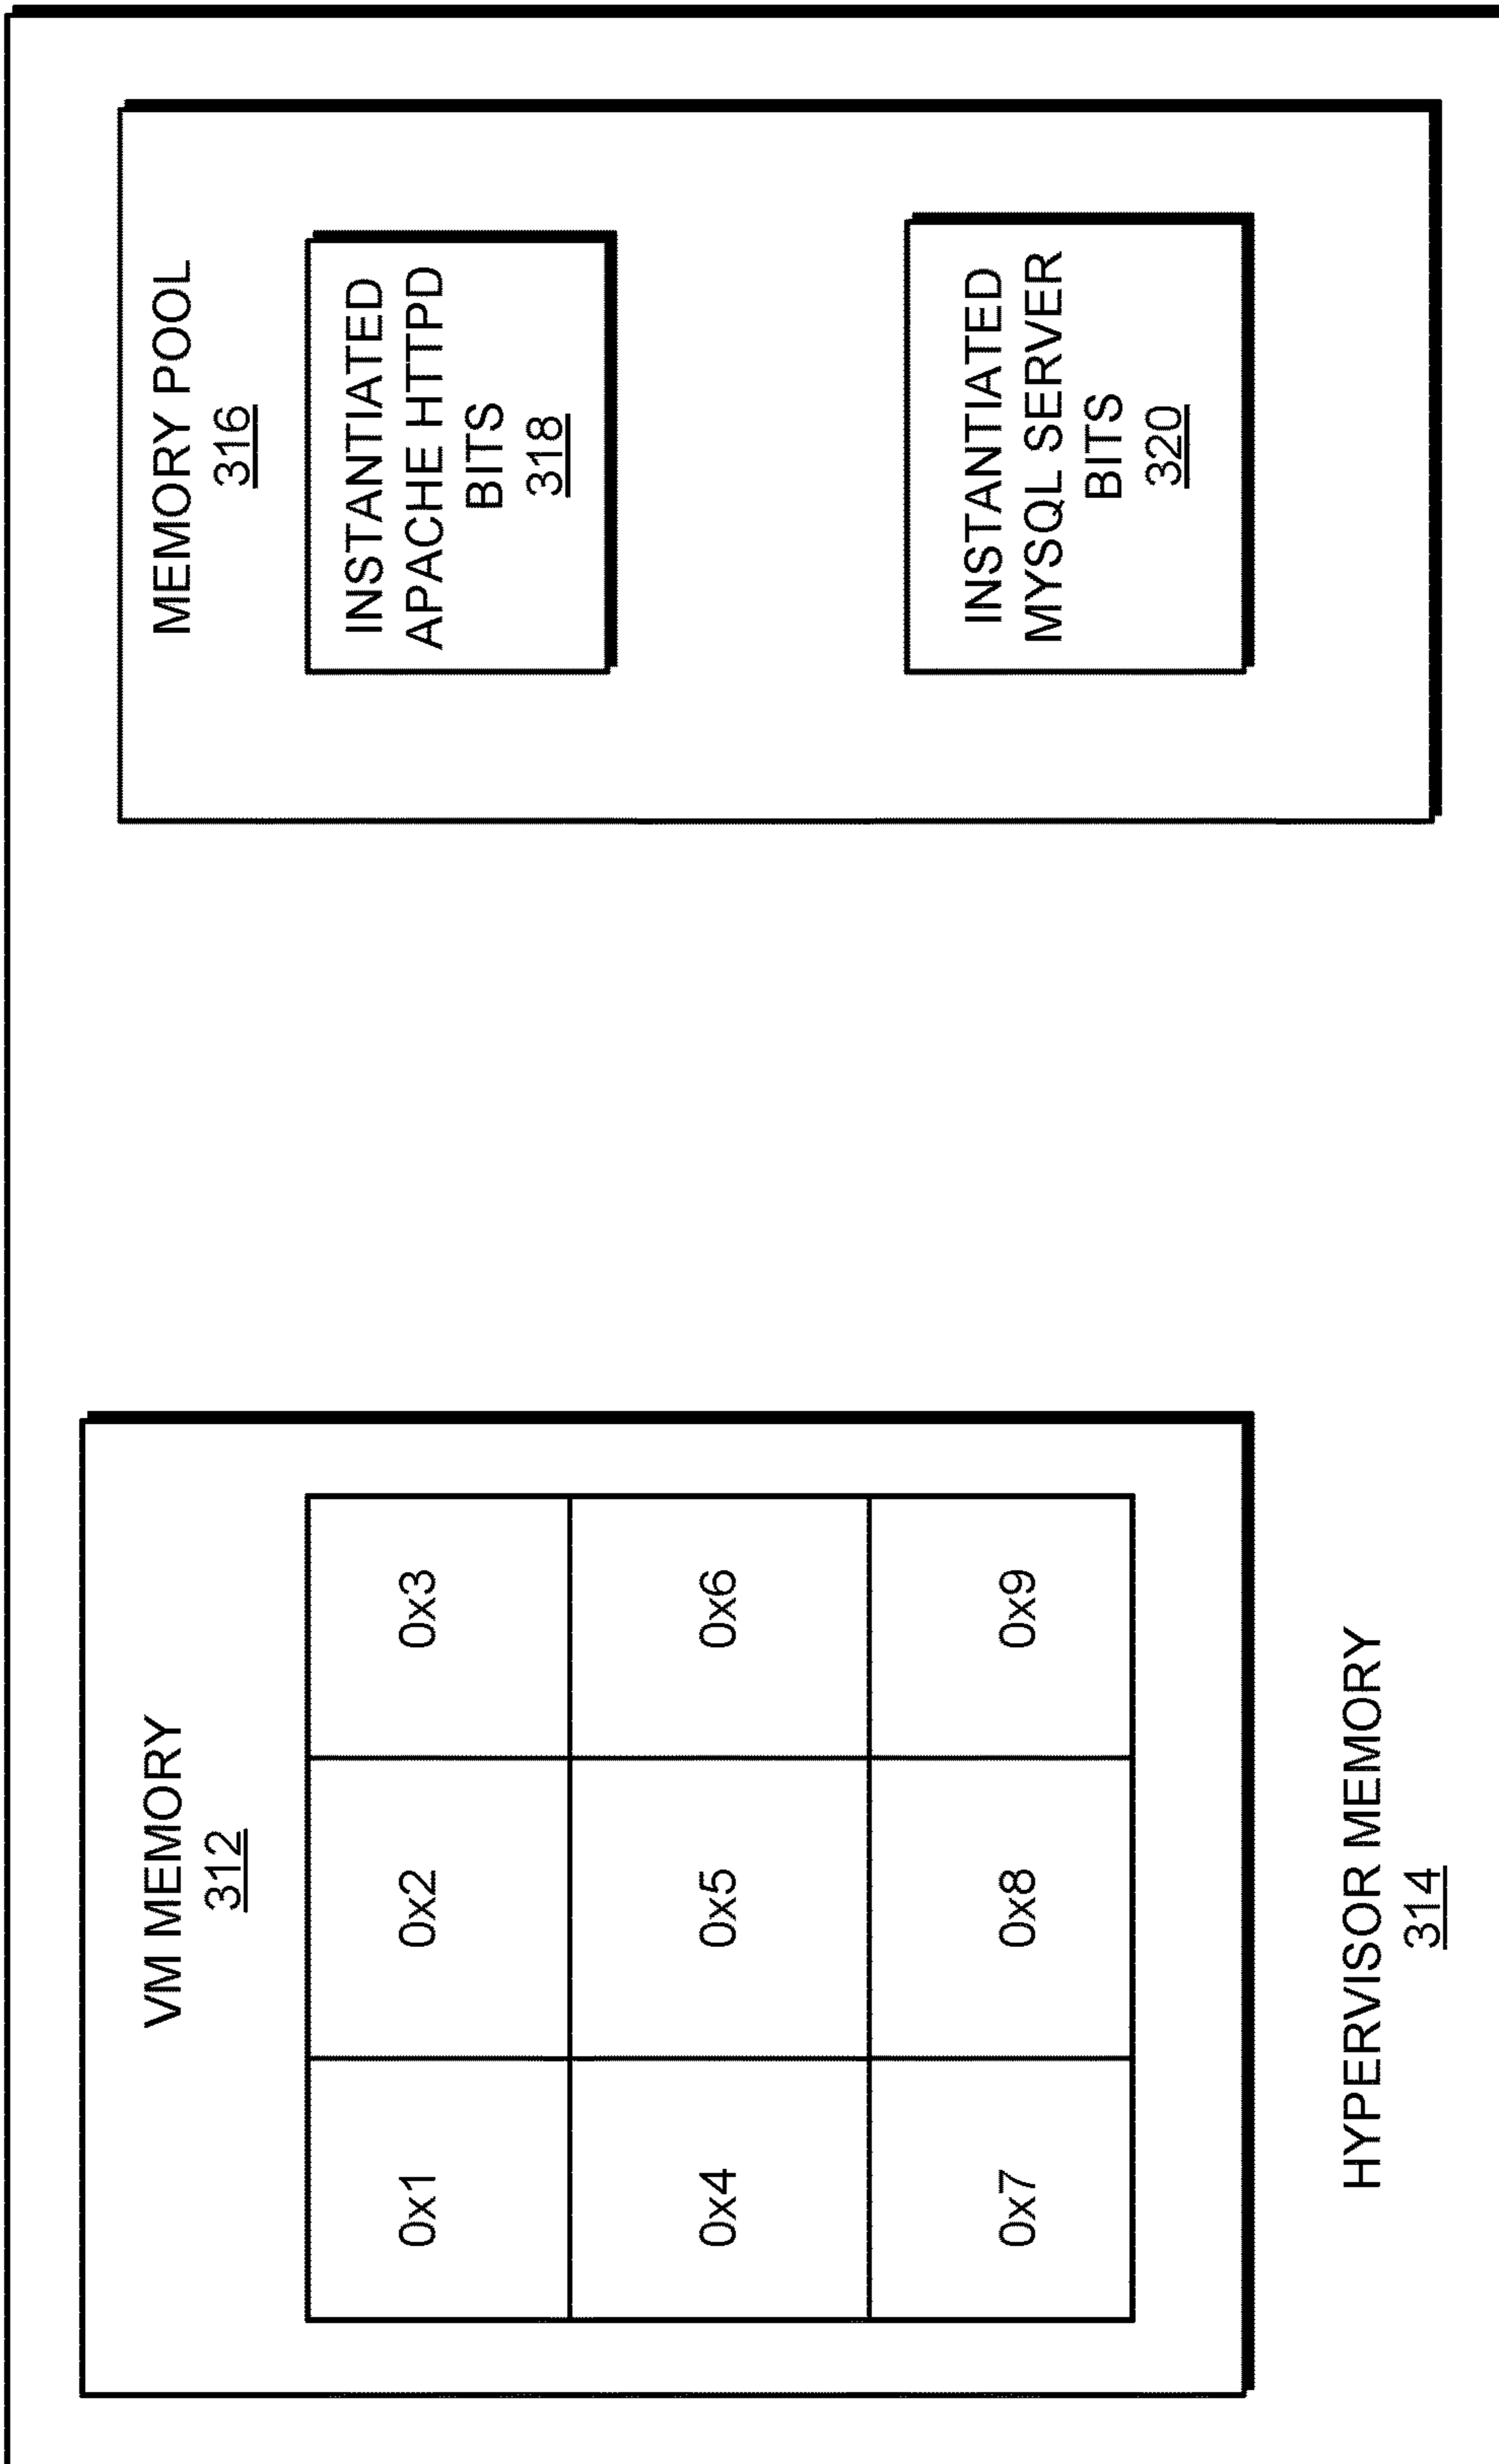 VM MEMORY
312
0x1 0x2 0x3
0x4 0x5 0x6
0x7 0x8 0x9
HYPERVISOR MEMORY
314
MEMORY POOL
316
INSTANTIATED
APACHE HTTPD
BITS
318
INSTANTIATED
MYSQL SERVER
BITS
320